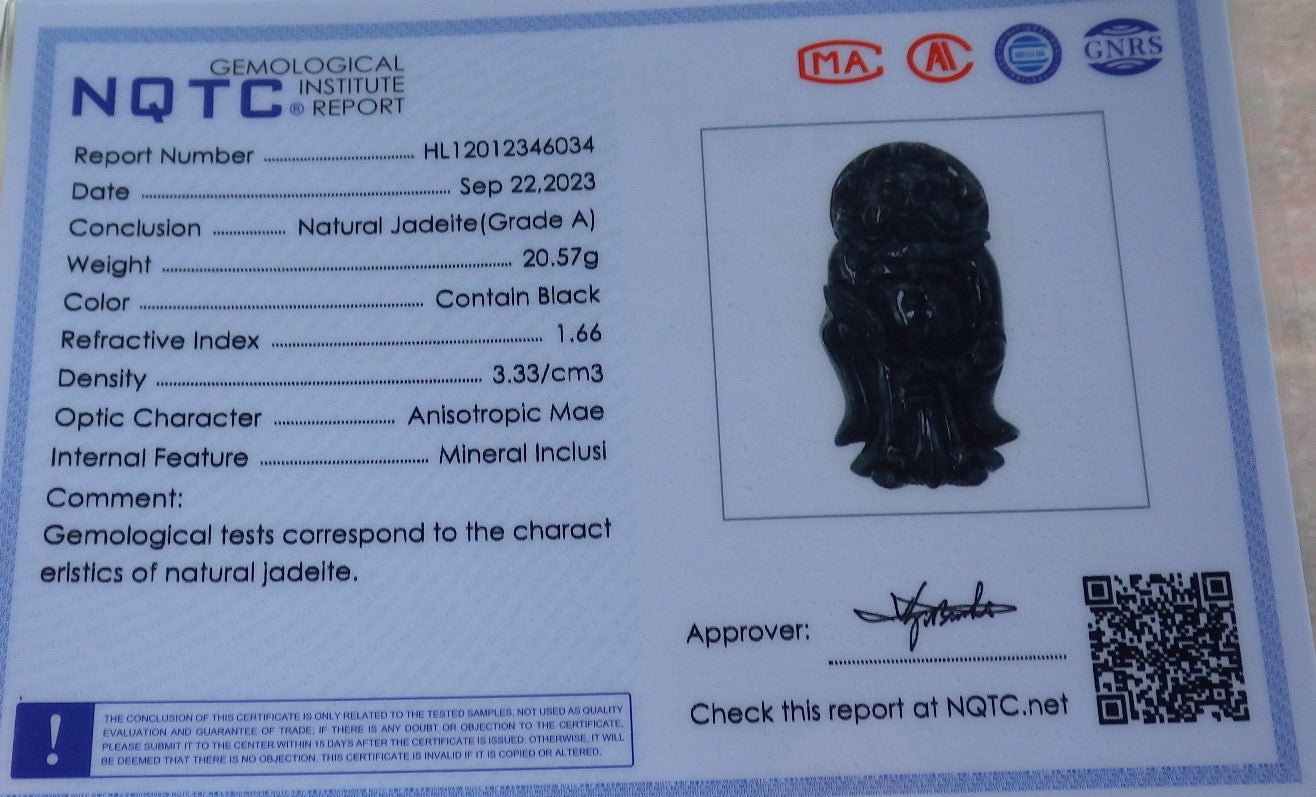 GEMOLOGICAL
NQTC® INSTITUTE
REPORT
MA
GNRS
Report Number ........ HL12012346034
Date ........ Sep 22,2023
Conclusion ........ Natural Jadeite(Grade A)
Weight ........ 20.57g
Color ........ Contain Black
Refractive Index ........ 1.66
Density ........ 3.33/cm3
Optic Character ........ Anisotropic Mae
Internal Feature ........ Mineral Inclusi
Comment:
Gemological tests correspond to the charact
eristics of natural jadeite.
Approver:
Check this report at NQTC.net
! THE CONCLUSION OF THIS CERTIFICATE IS ONLY RELATED TO THE TESTED SAMPLES, NOT USED AS QUALITY
EVALUATION AND GUARANTEE OF TRADE; IF THERE IS ANY DOUBT OR OBJECTION TO THE CERTIFICATE,
PLEASE SUBMIT IT TO THE CENTER WITHIN 15 DAYS AFTER THE CERTIFICATE IS ISSUED. OTHERWISE, IT WILL
BE DEEMED THAT THERE IS NO OBJECTION. THIS CERTIFICATE IS INVALID IF IT IS COPIED OR ALTERED.